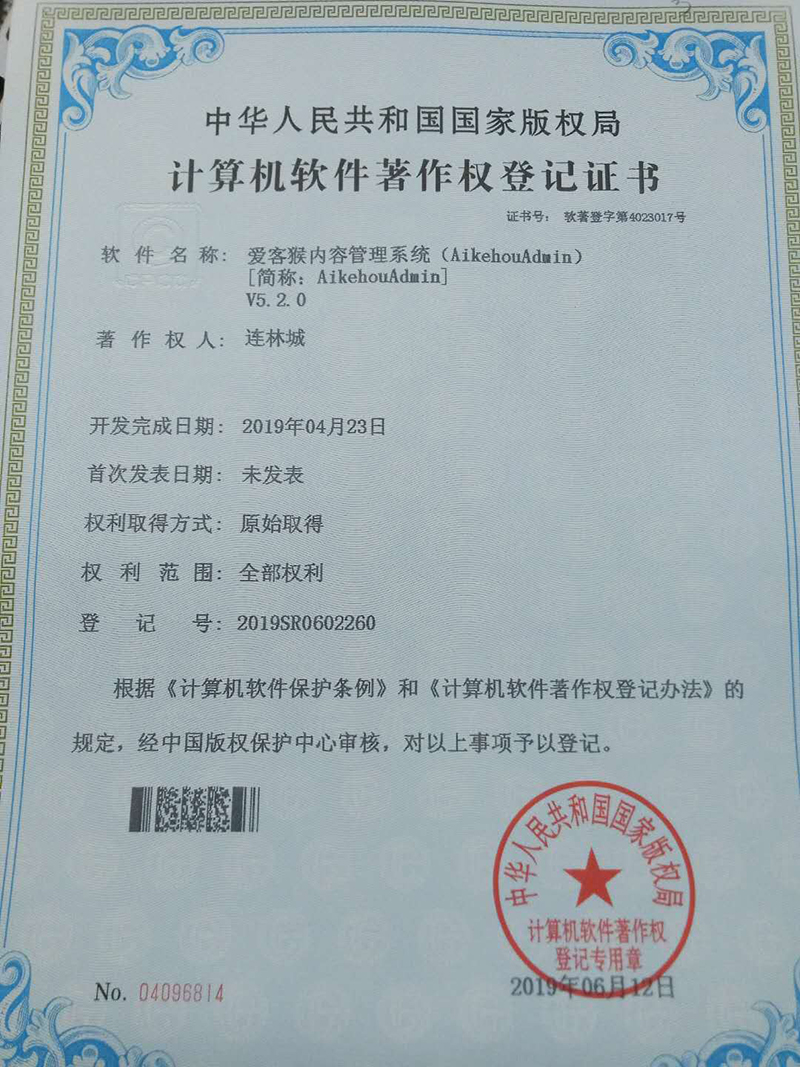 中华人民共和国国家版权局
计算机软件著作权登记证书
证书号: 软著登字第4023017号
软件名称: 爱客猴内容管理系统（AikehouAdmin）
[简称: AikehouAdmin]
V5.2.0
著作权人: 连林城
开发完成日期: 2019年04月23日
首次发表日期: 未发表
权利取得方式: 原始取得
权利范围: 全部权利
登记号: 2019SR0602260
根据《计算机软件保护条例》和《计算机软件著作权登记办法》的
规定，经中国版权保护中心审核，对以上事项予以登记。
中华人民共和国国家版权局
计算机软件著作权
登记专用章
2019年06月12日
No. 04096814